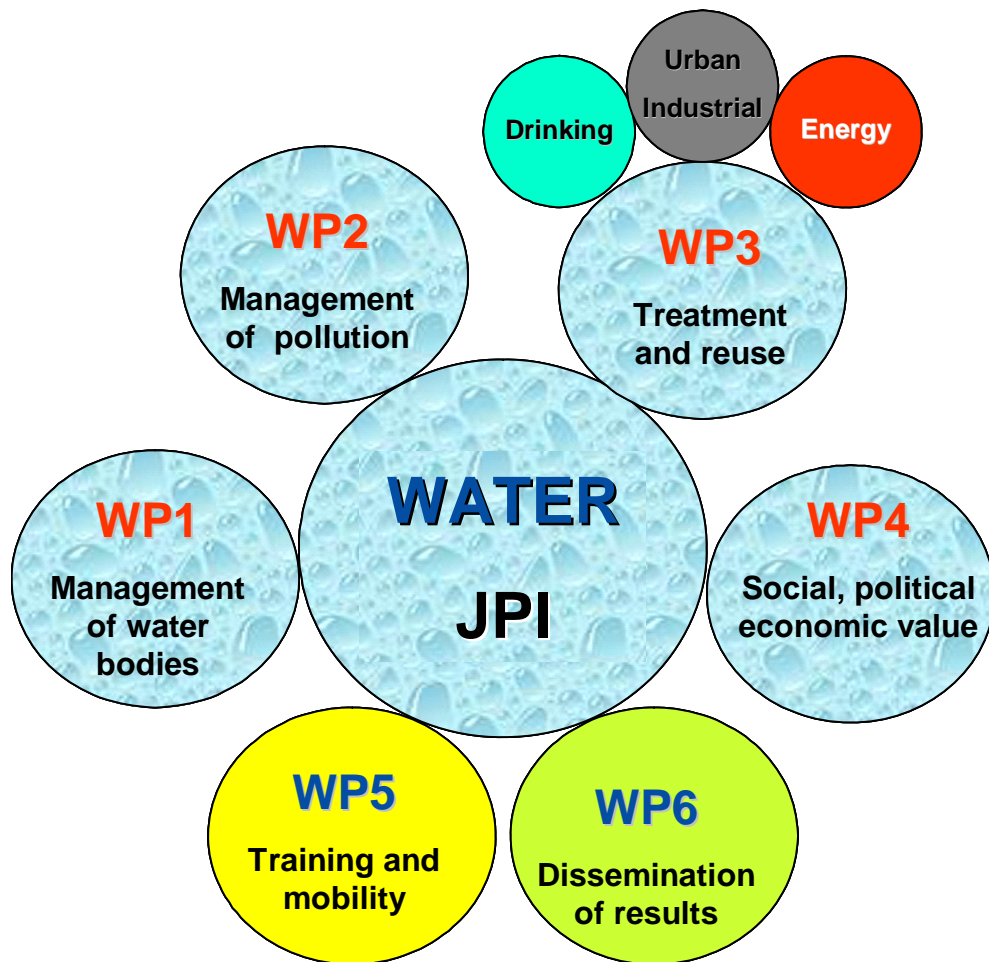 Urban
Industrial
Drinking
Energy
WP2
Management
of pollution
WP3
Treatment
and reuse
WATER
JPI
WP1
Management
of water
bodies
WP4
Social, political
economic value
WP5
Training and
mobility
WP6
Dissemination
of results